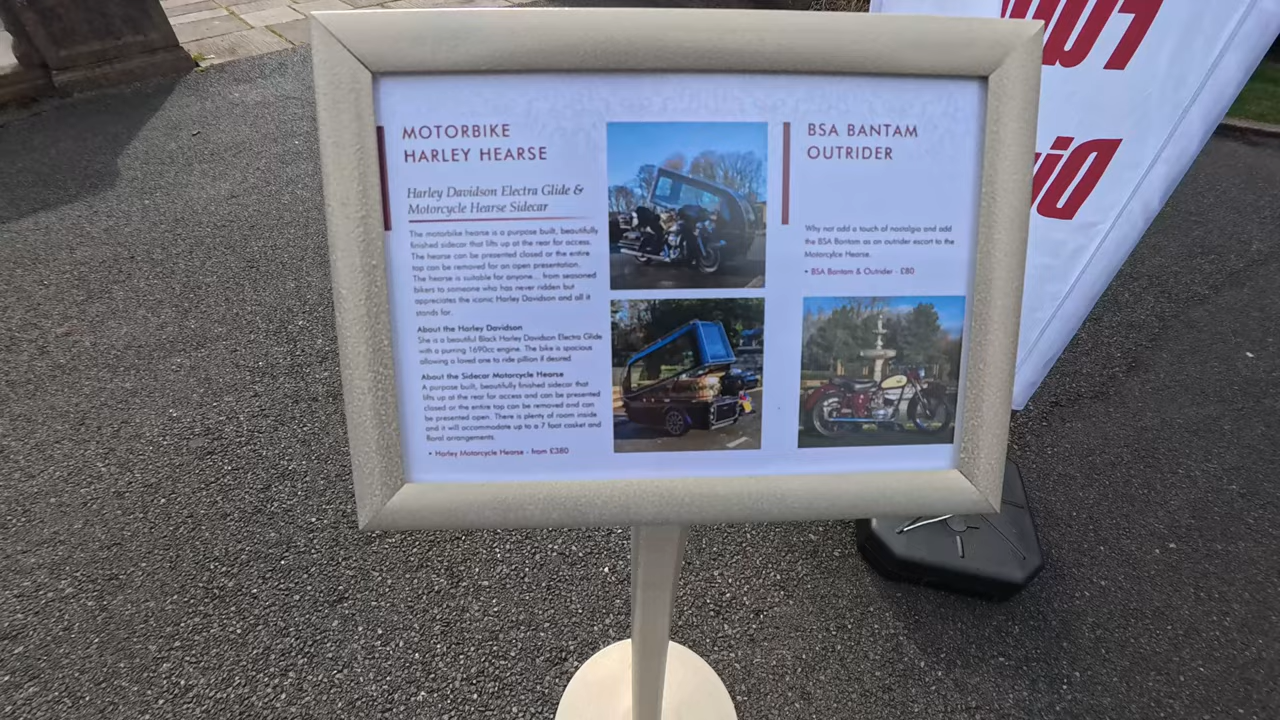 MOTORBIKE
HARLEY HEARSE
Harley Davidson Electra Glide &
Motorcycle Hearse Sidecar
The motorbike hearse is a purpose built, beautifully
finished sidecar that lifts up at the rear for access.
The hearse can be presented closed or the entire
top can be removed for an open presentation.
The hearse is suitable for anyone... from seasoned
bikers to someone who has never ridden but
appreciates the iconic Harley Davidson and all it
stands for.
About the Harley Davidson
She is a beautiful Black Harley Davidson Electra Glide
with a purring 1690cc engine. The bike is spacious
allowing a loved one to ride pillion if desired.
About the Sidecar Motorcycle Hearse
A purpose built, beautifully finished sidecar that
lifts up at the rear for access and can be presented
closed or the entire top can be removed and can
be presented open. There is plenty of room inside
and it will accommodate up to a 7 foot casket and
floral arrangements.
• Harley Motorcycle Hearse - from £380
BSA BANTAM
OUTRIDER
Why not add a touch of nostalgia and add
the BSA Bantam as an outrider escort to the
Motorcylce Hearse.
• BSA Bantam & Outrider - £80